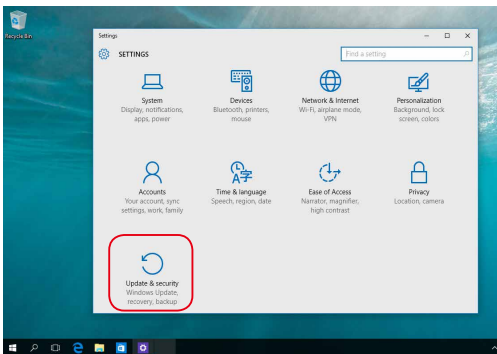 Recycle Bin
Settings
SETTINGS
Find a setting
System
Display, notifications,
apps, power
Devices
Bluetooth, printers,
mouse
Network & Internet
Wi-Fi, airplane mode,
VPN
Personalization
Background, lock
screen, colors
Accounts
Your account, sync
settings, work, family
Time & language
Speech, region, date
Ease of Access
Narrator, magnifier,
high contrast
Privacy
Location, camera
Update & security
Windows Update,
recovery, backup